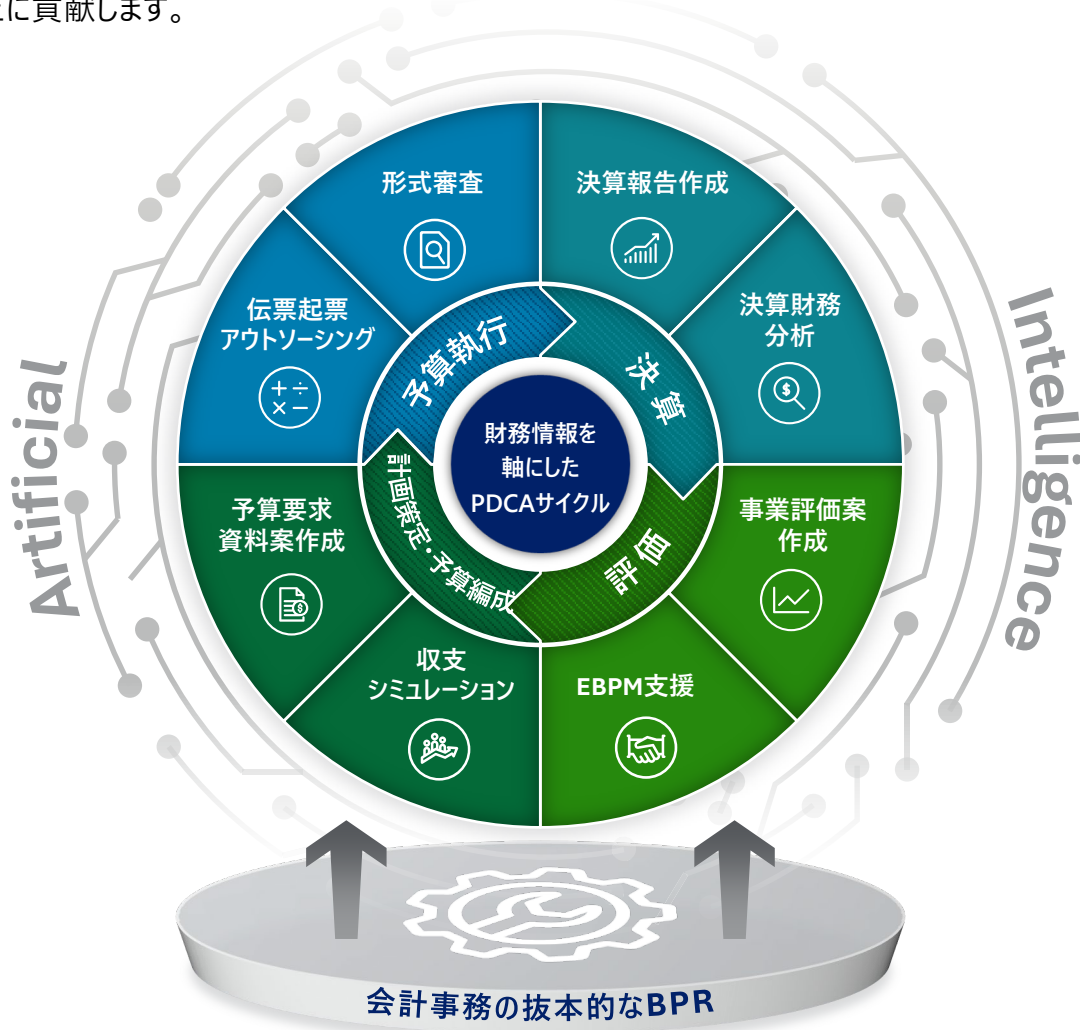 に貢献します。
形式審査
決算報告作成
伝票起票
アウトソーシング
決算財務
分析
予算執行
決算
財務情報を
軸にした
PDCAサイクル
Artificial
Intelligence
計画策定・予算編成
評価
予算要求
資料案作成
事業評価案
作成
収支
シミュレーション
EBPM支援
会計事務の抜本的なBPR